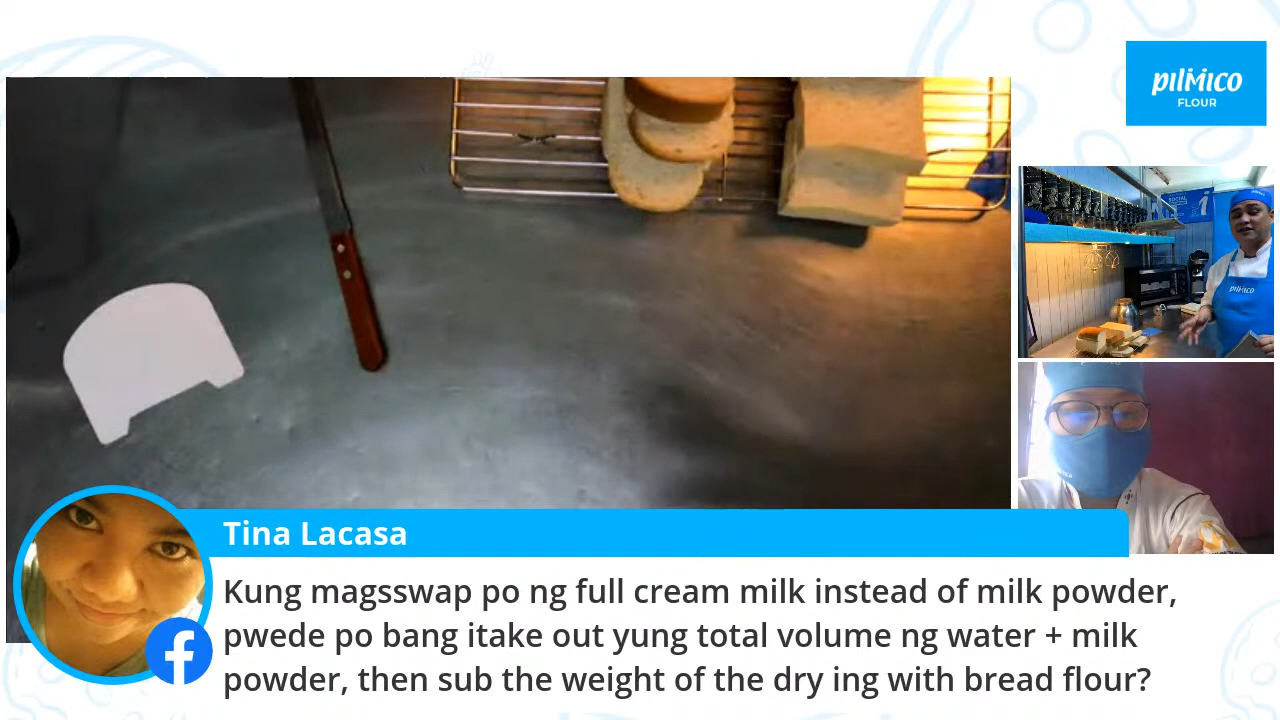 PILMICO
FLOUR
SOCIAL
PILMICO
Tina Lacasa
Kung magsswap po ng full cream milk instead of milk powder,
pwede po bang itake out yung total volume ng water + milk
powder, then sub the weight of the dry ing with bread flour?